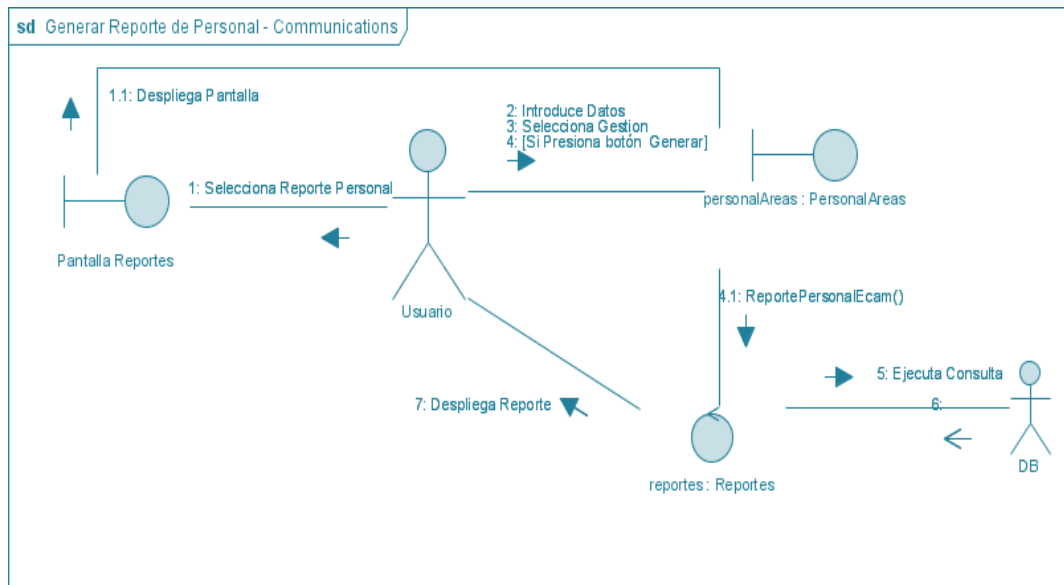 sd Generar Reporte de Personal - Communications
1.1: Despliega Pantalla
2: Introduce Datos
3: Selecciona Gestion
4: [Si Presiona botón Generar]
1: Selecciona Reporte Personal
personalAreas : PersonalAreas
Pantalla Reportes
Usuario
4.1: ReportePersonalEcam()
5: Ejecuta Consulta
7: Despliega Reporte
6:
DB
reportes : Reportes